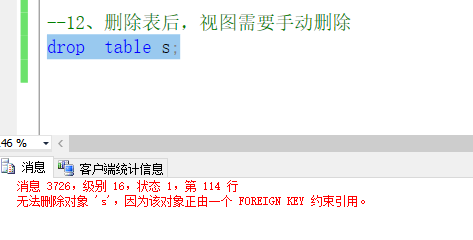 --12、删除表后，视图需要手动删除
drop  table s;
46 %
消息 客户端统计信息
消息 3726，级别 16，状态 1，第 114 行
无法删除对象 's'，因为该对象正由一个 FOREIGN KEY 约束引用。